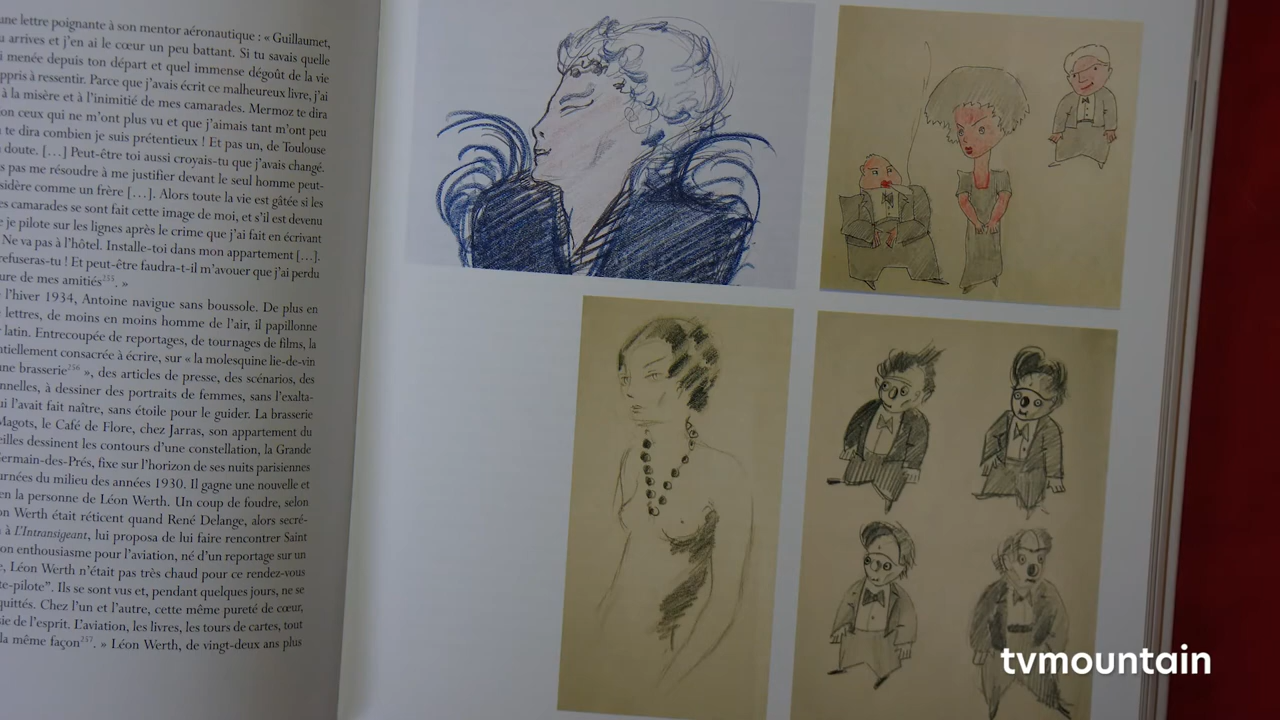 une lettre poignante à son mentor aéronautique : « Guillaumet,
arrives et j'en ai le cœur un peu battant. Si tu savais quelle
menée depuis ton départ et quel immense dégoût de la vie
ppris à ressentir. Parce que j'avais écrit ce malheureux livre, j'ai
à la misère et à l'inimitié de mes camarades. Mermoz te dira
on ceux qui ne m'ont plus vu et que j'aimais tant m'ont peu
te dira combien je suis prétentieux ! Et pas un, de Toulouse
doute. [...] Peut-être toi aussi croyais-tu que j'avais changé.
s pas me résoudre à me justifier devant le seul homme peut-
sidère comme un frère [...]. Alors toute la vie est gâtée si les
es camarades se sont fait cette image de moi, et s'il est devenu
e je pilote sur les lignes après le crime que j'ai fait en écrivant
Ne va pas à l'hôtel. Installe-toi dans mon appartement [...].
refuseras-tu ! Et peut-être faudra-t-il m'avouer que j'ai perdu
ure de mes amitiés²⁵⁵. »
l'hiver 1934, Antoine navigue sans boussole. De plus en
lettres, de moins en moins homme de l'air, il papillonne
latin. Entrecoupée de reportages, de tournages de films, la
ntiellement consacrée à écrire, sur « la molesquine lie-de-vin
une brasserie²⁵⁶ », des articles de presse, des scénarios, des
nnelles, à dessiner des portraits de femmes, sans l'exalta-
ui l'avait fait naître, sans étoile pour le guider. La brasserie
Magots, le Café de Flore, chez Jarras, son appartement du
eilles dessinent les contours d'une constellation, la Grande
Germain-des-Prés, fixe sur l'horizon de ses nuits parisiennes
urnées du milieu des années 1930. Il gagne une nouvelle et
en la personne de Léon Werth. Un coup de foudre, selon
on Werth était réticent quand René Delange, alors secré-
à L'Intransigeant, lui proposa de lui faire rencontrer Saint
on enthousiasme pour l'aviation, né d'un reportage sur un
e, Léon Werth n'était pas très chaud pour ce rendez-vous
te-pilote". Ils se sont vus et, pendant quelques jours, ne se
quittés. Chez l'un et l'autre, cette même pureté de cœur,
sie de l'esprit. L'aviation, les livres, les tours de cartes, tout
la même façon²⁵⁷. » Léon Werth, de vingt-deux ans plus
tvmountain